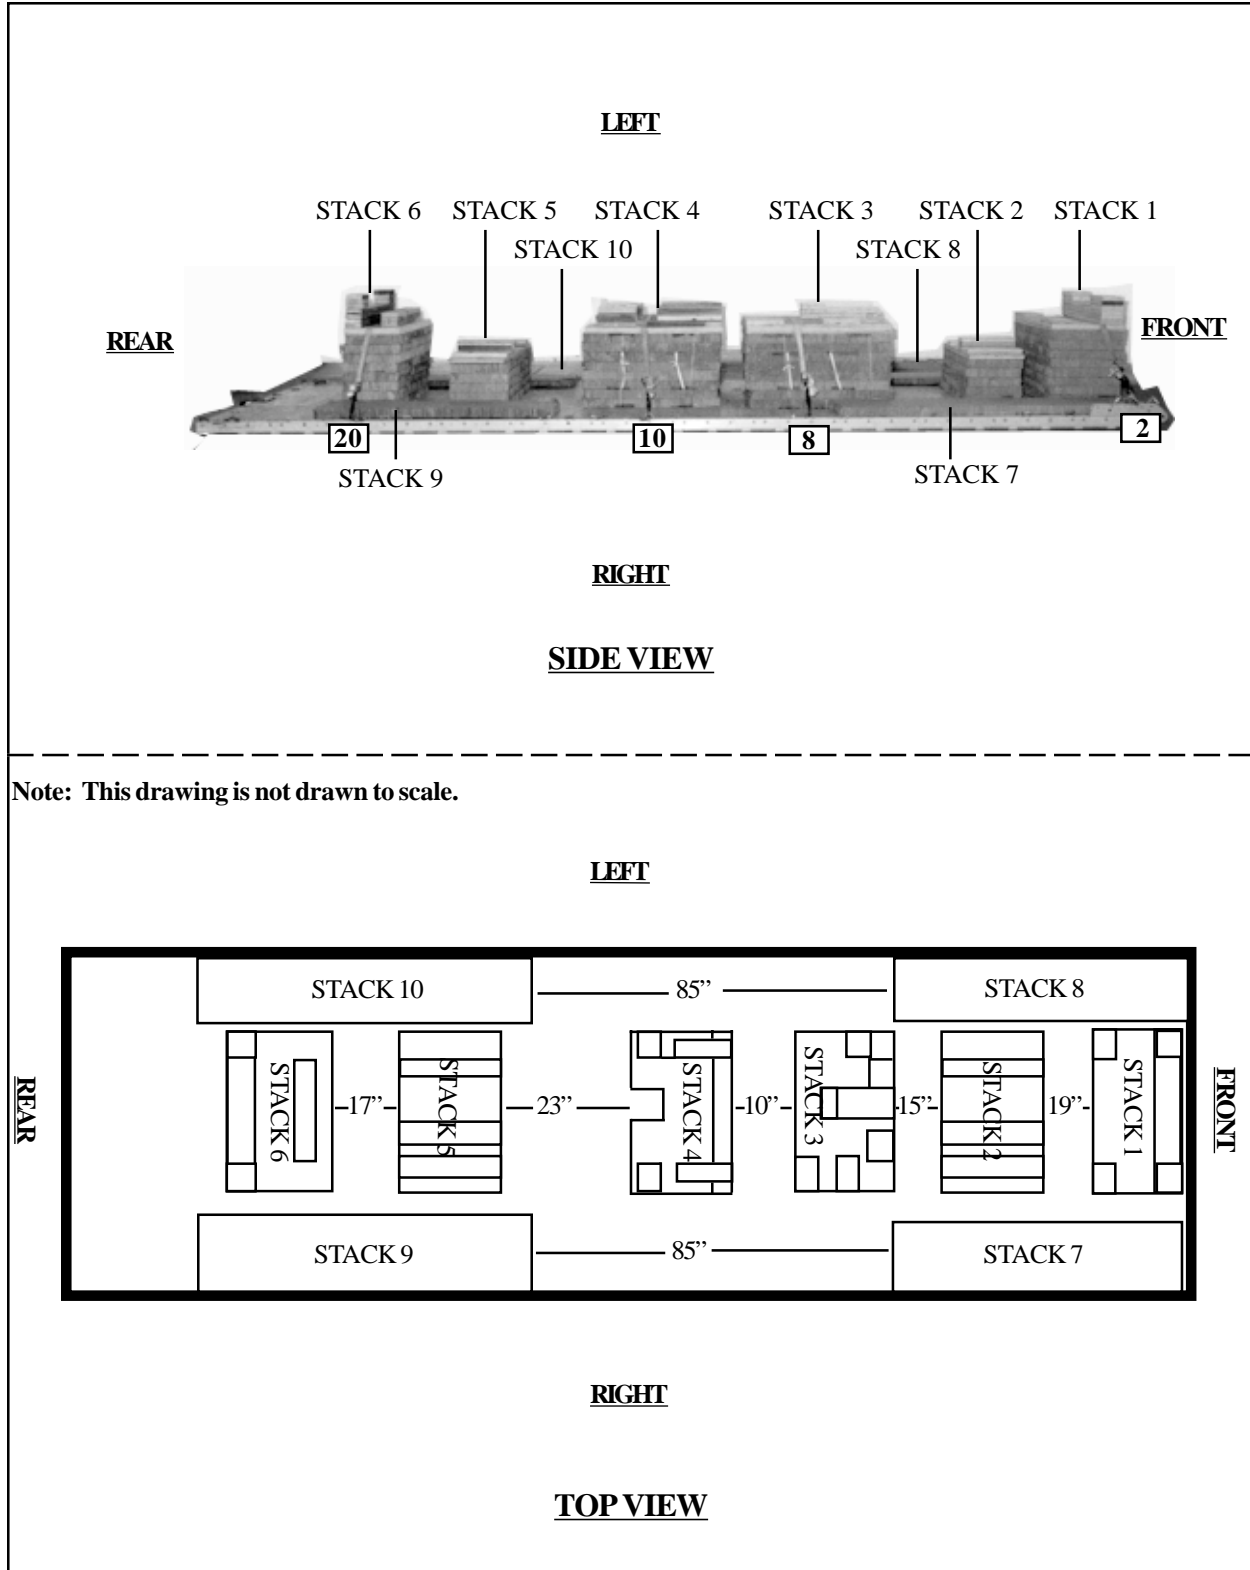 LEFT
STACK 6 STACK 5 STACK 4 STACK 3 STACK 2 STACK 1
STACK 10 STACK 8
REAR FRONT
20 10 8 2
STACK 9 STACK 7
RIGHT
SIDE VIEW
Note: This drawing is not drawn to scale.
LEFT
STACK 10 85” STACK 8
REAR
STACK 6
17”
STACK 5
23”
STACK 4
10”
STACK 3
15”
STACK 2
19”
STACK 1
FRONT
STACK 9 85” STACK 7
RIGHT
TOP VIEW